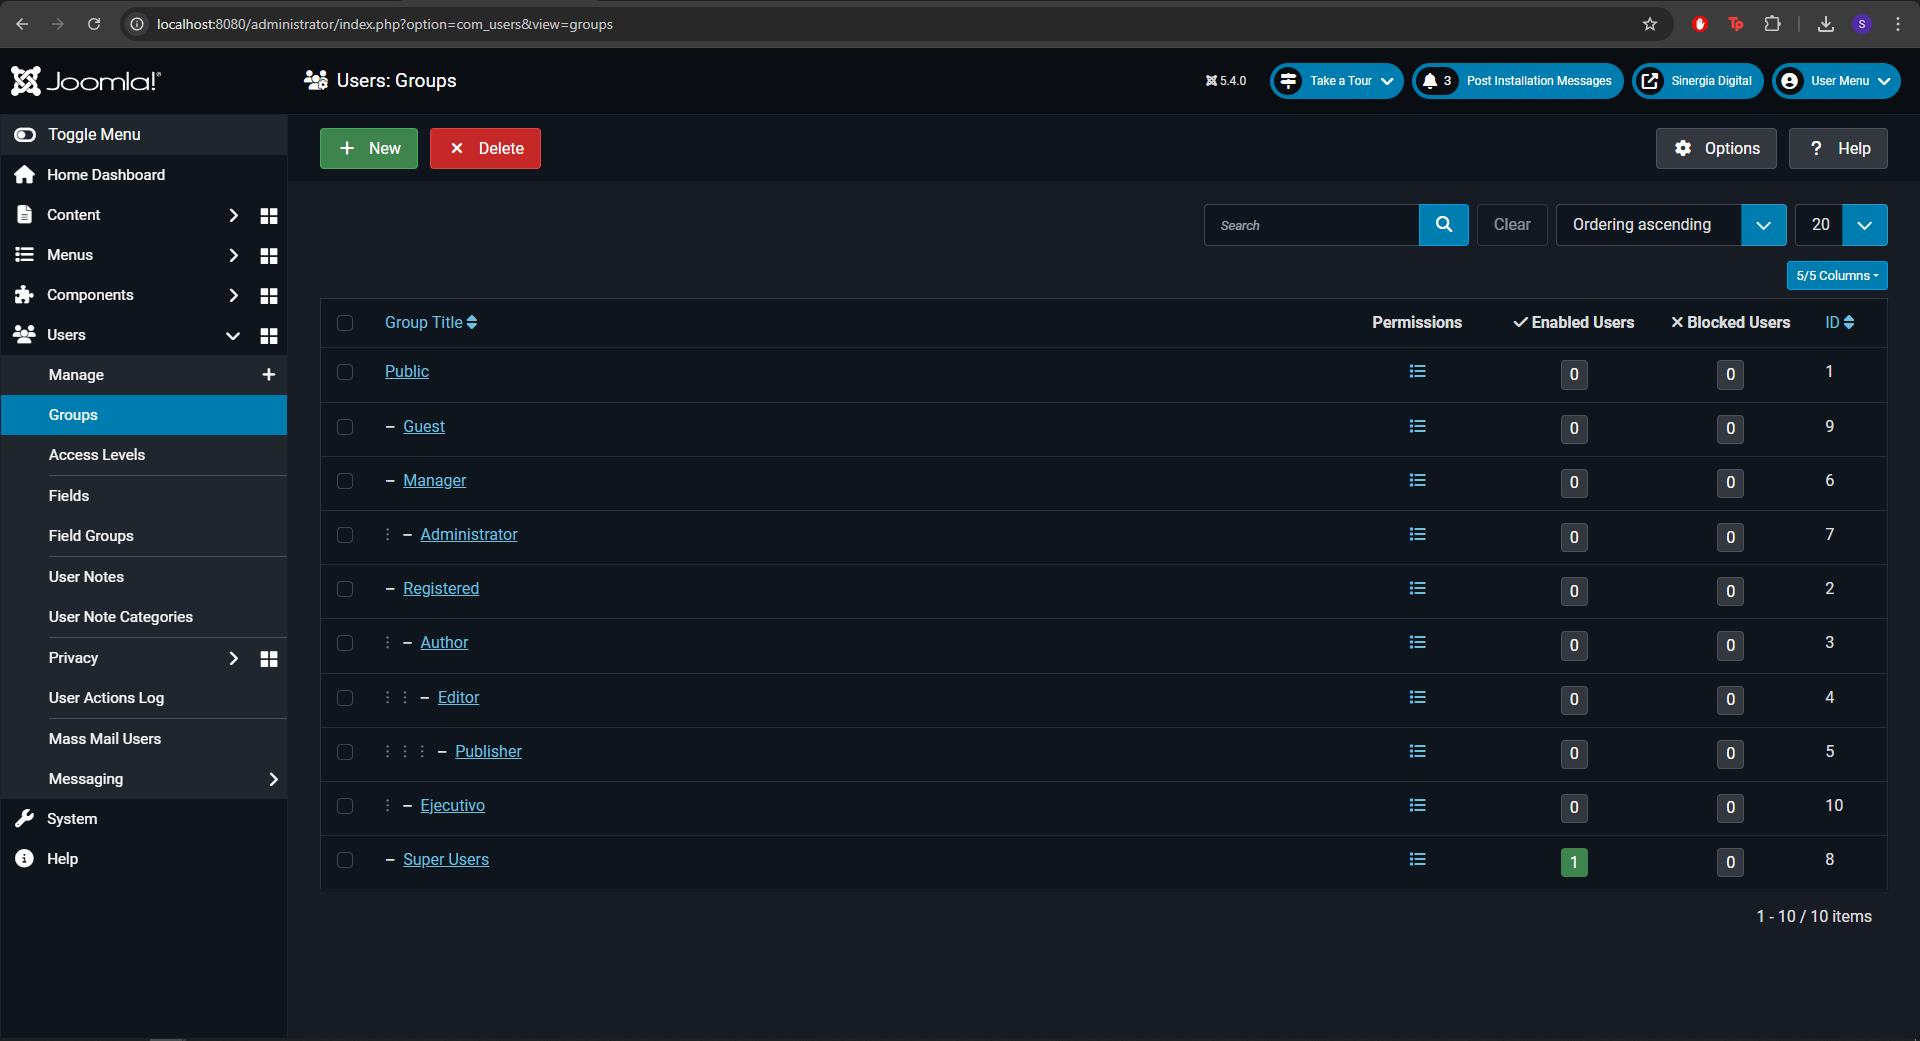 localhost:8080/administrator/index.php?option=com_users&view=groups
S
Joomla!®
Users: Groups
5.4.0
Take a Tour
3 Post Installation Messages
Sinergia Digital
User Menu
Toggle Menu
Home Dashboard
Content
Menus
Components
Users
Manage
Groups
Access Levels
Fields
Field Groups
User Notes
User Note Categories
Privacy
User Actions Log
Mass Mail Users
Messaging
System
Help
+ New
× Delete
Options
? Help
Search
Clear
Ordering ascending
20
5/5 Columns
Group Title Permissions Enabled Users Blocked Users ID
Public 0 0 1
– Guest 0 0 9
– Manager 0 0 6
⋮ – Administrator 0 0 7
– Registered 0 0 2
⋮ – Author 0 0 3
⋮ ⋮ – Editor 0 0 4
⋮ ⋮ ⋮ – Publisher 0 0 5
⋮ – Ejecutivo 0 0 10
– Super Users 1 0 8
1 - 10 / 10 items